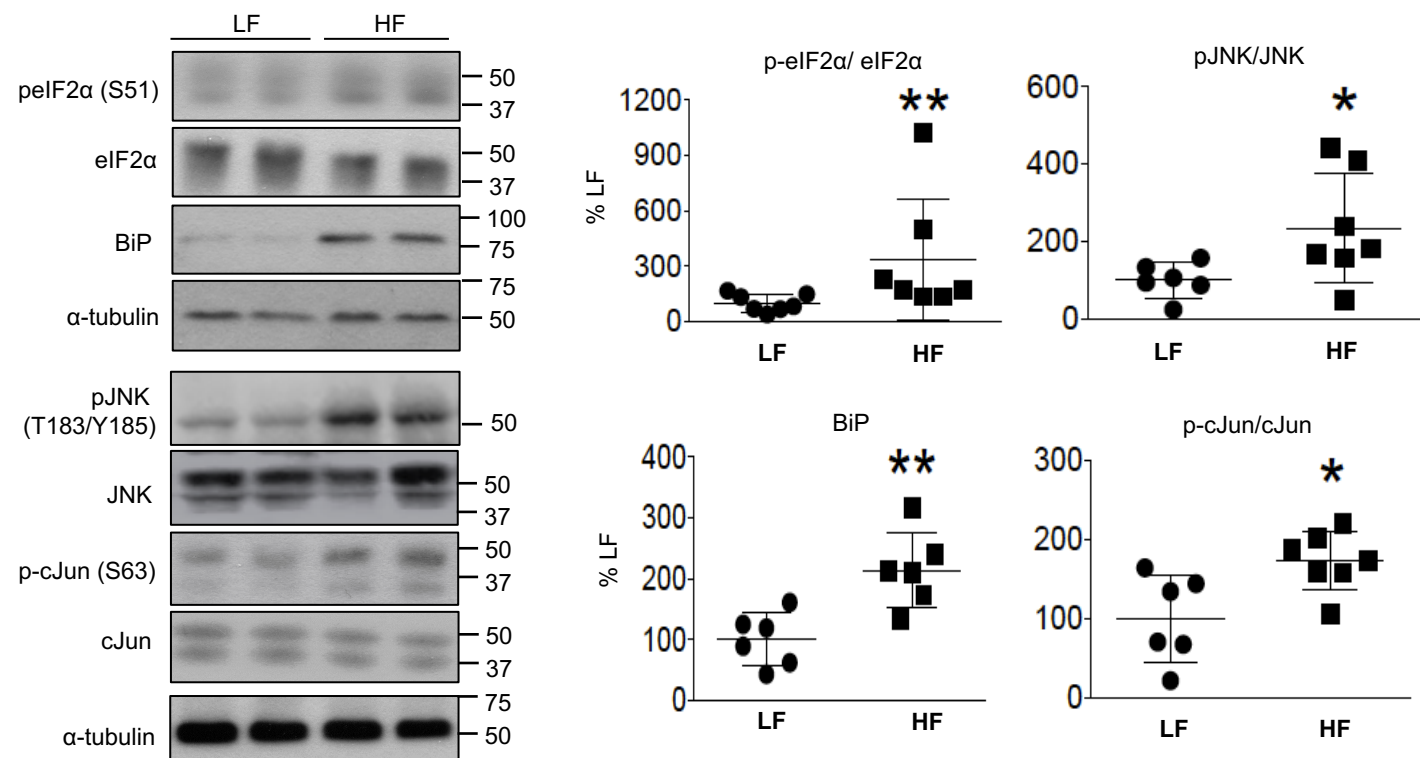 LF HF
peIF2α (S51)
50
37
eIF2α
50
37
BiP
100
75
α-tubulin
75
50
pJNK
(T183/Y185)
50
JNK
50
37
p-cJun (S63)
50
37
cJun
50
37
α-tubulin
75
50
p-eIF2α/ eIF2α
**
% LF
1200
900
600
300
0
LF HF
pJNK/JNK
*
600
400
200
0
LF HF
BiP
**
% LF
400
300
200
100
0
LF HF
p-cJun/cJun
*
300
200
100
0
LF HF